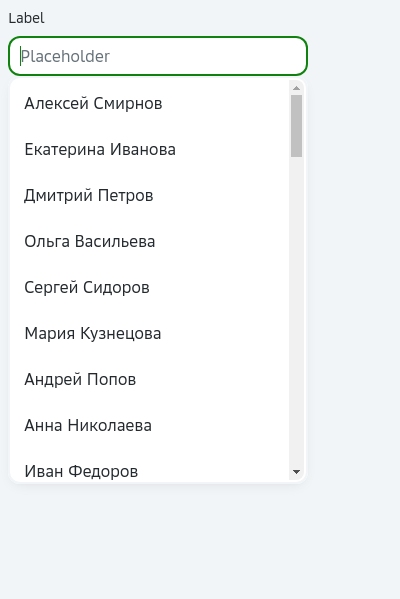 Label
Placeholder
Алексей Смирнов
Екатерина Иванова
Дмитрий Петров
Ольга Васильева
Сергей Сидоров
Мария Кузнецова
Андрей Попов
Анна Николаева
Иван Федоров